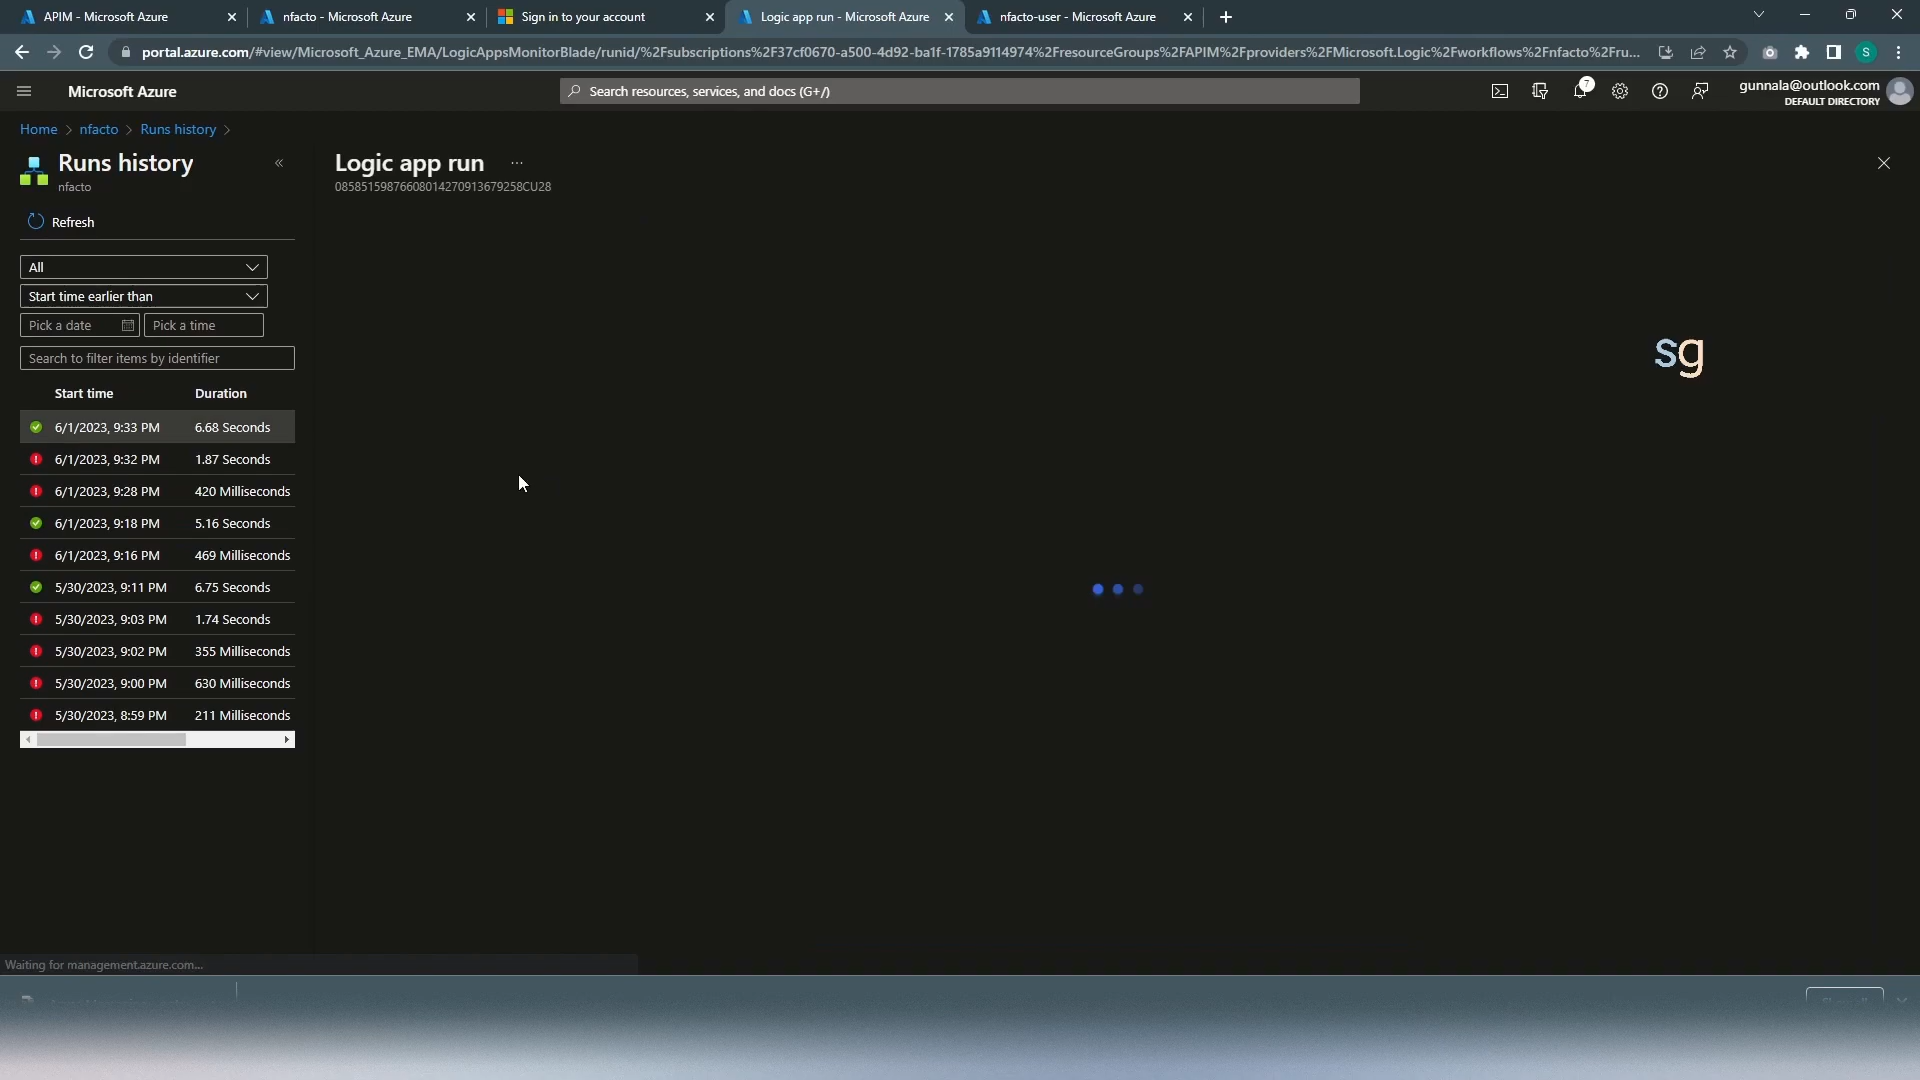 APIM - Microsoft Azure
nfacto - Microsoft Azure
Sign in to your account
Logic app run - Microsoft Azure
nfacto-user - Microsoft Azure
portal.azure.com/#view/Microsoft_Azure_EMA/LogicAppsMonitorBlade/runid/%2Fsubscriptions%2F37cf0670-a500-4d92-ba1f-1785a9114974%2FresourceGroups%2FAPIM%2Fproviders%2FMicrosoft.Logic%2Fworkflows%2Fnfacto%2Fru...
S
Microsoft Azure
Search resources, services, and docs (G+/)
7
gunnala@outlook.com
DEFAULT DIRECTORY
Home > nfacto > Runs history >
Runs history
nfacto
«
Logic app run
...
08585159876608014270913679258CU28
Refresh
All
Start time earlier than
Pick a date
Pick a time
Search to filter items by identifier
Start time Duration
6/1/2023, 9:33 PM 6.68 Seconds
6/1/2023, 9:32 PM 1.87 Seconds
6/1/2023, 9:28 PM 420 Milliseconds
6/1/2023, 9:18 PM 5.16 Seconds
6/1/2023, 9:16 PM 469 Milliseconds
5/30/2023, 9:11 PM 6.75 Seconds
5/30/2023, 9:03 PM 1.74 Seconds
5/30/2023, 9:02 PM 355 Milliseconds
5/30/2023, 9:00 PM 630 Milliseconds
5/30/2023, 8:59 PM 211 Milliseconds
sg
Waiting for management.azure.com...